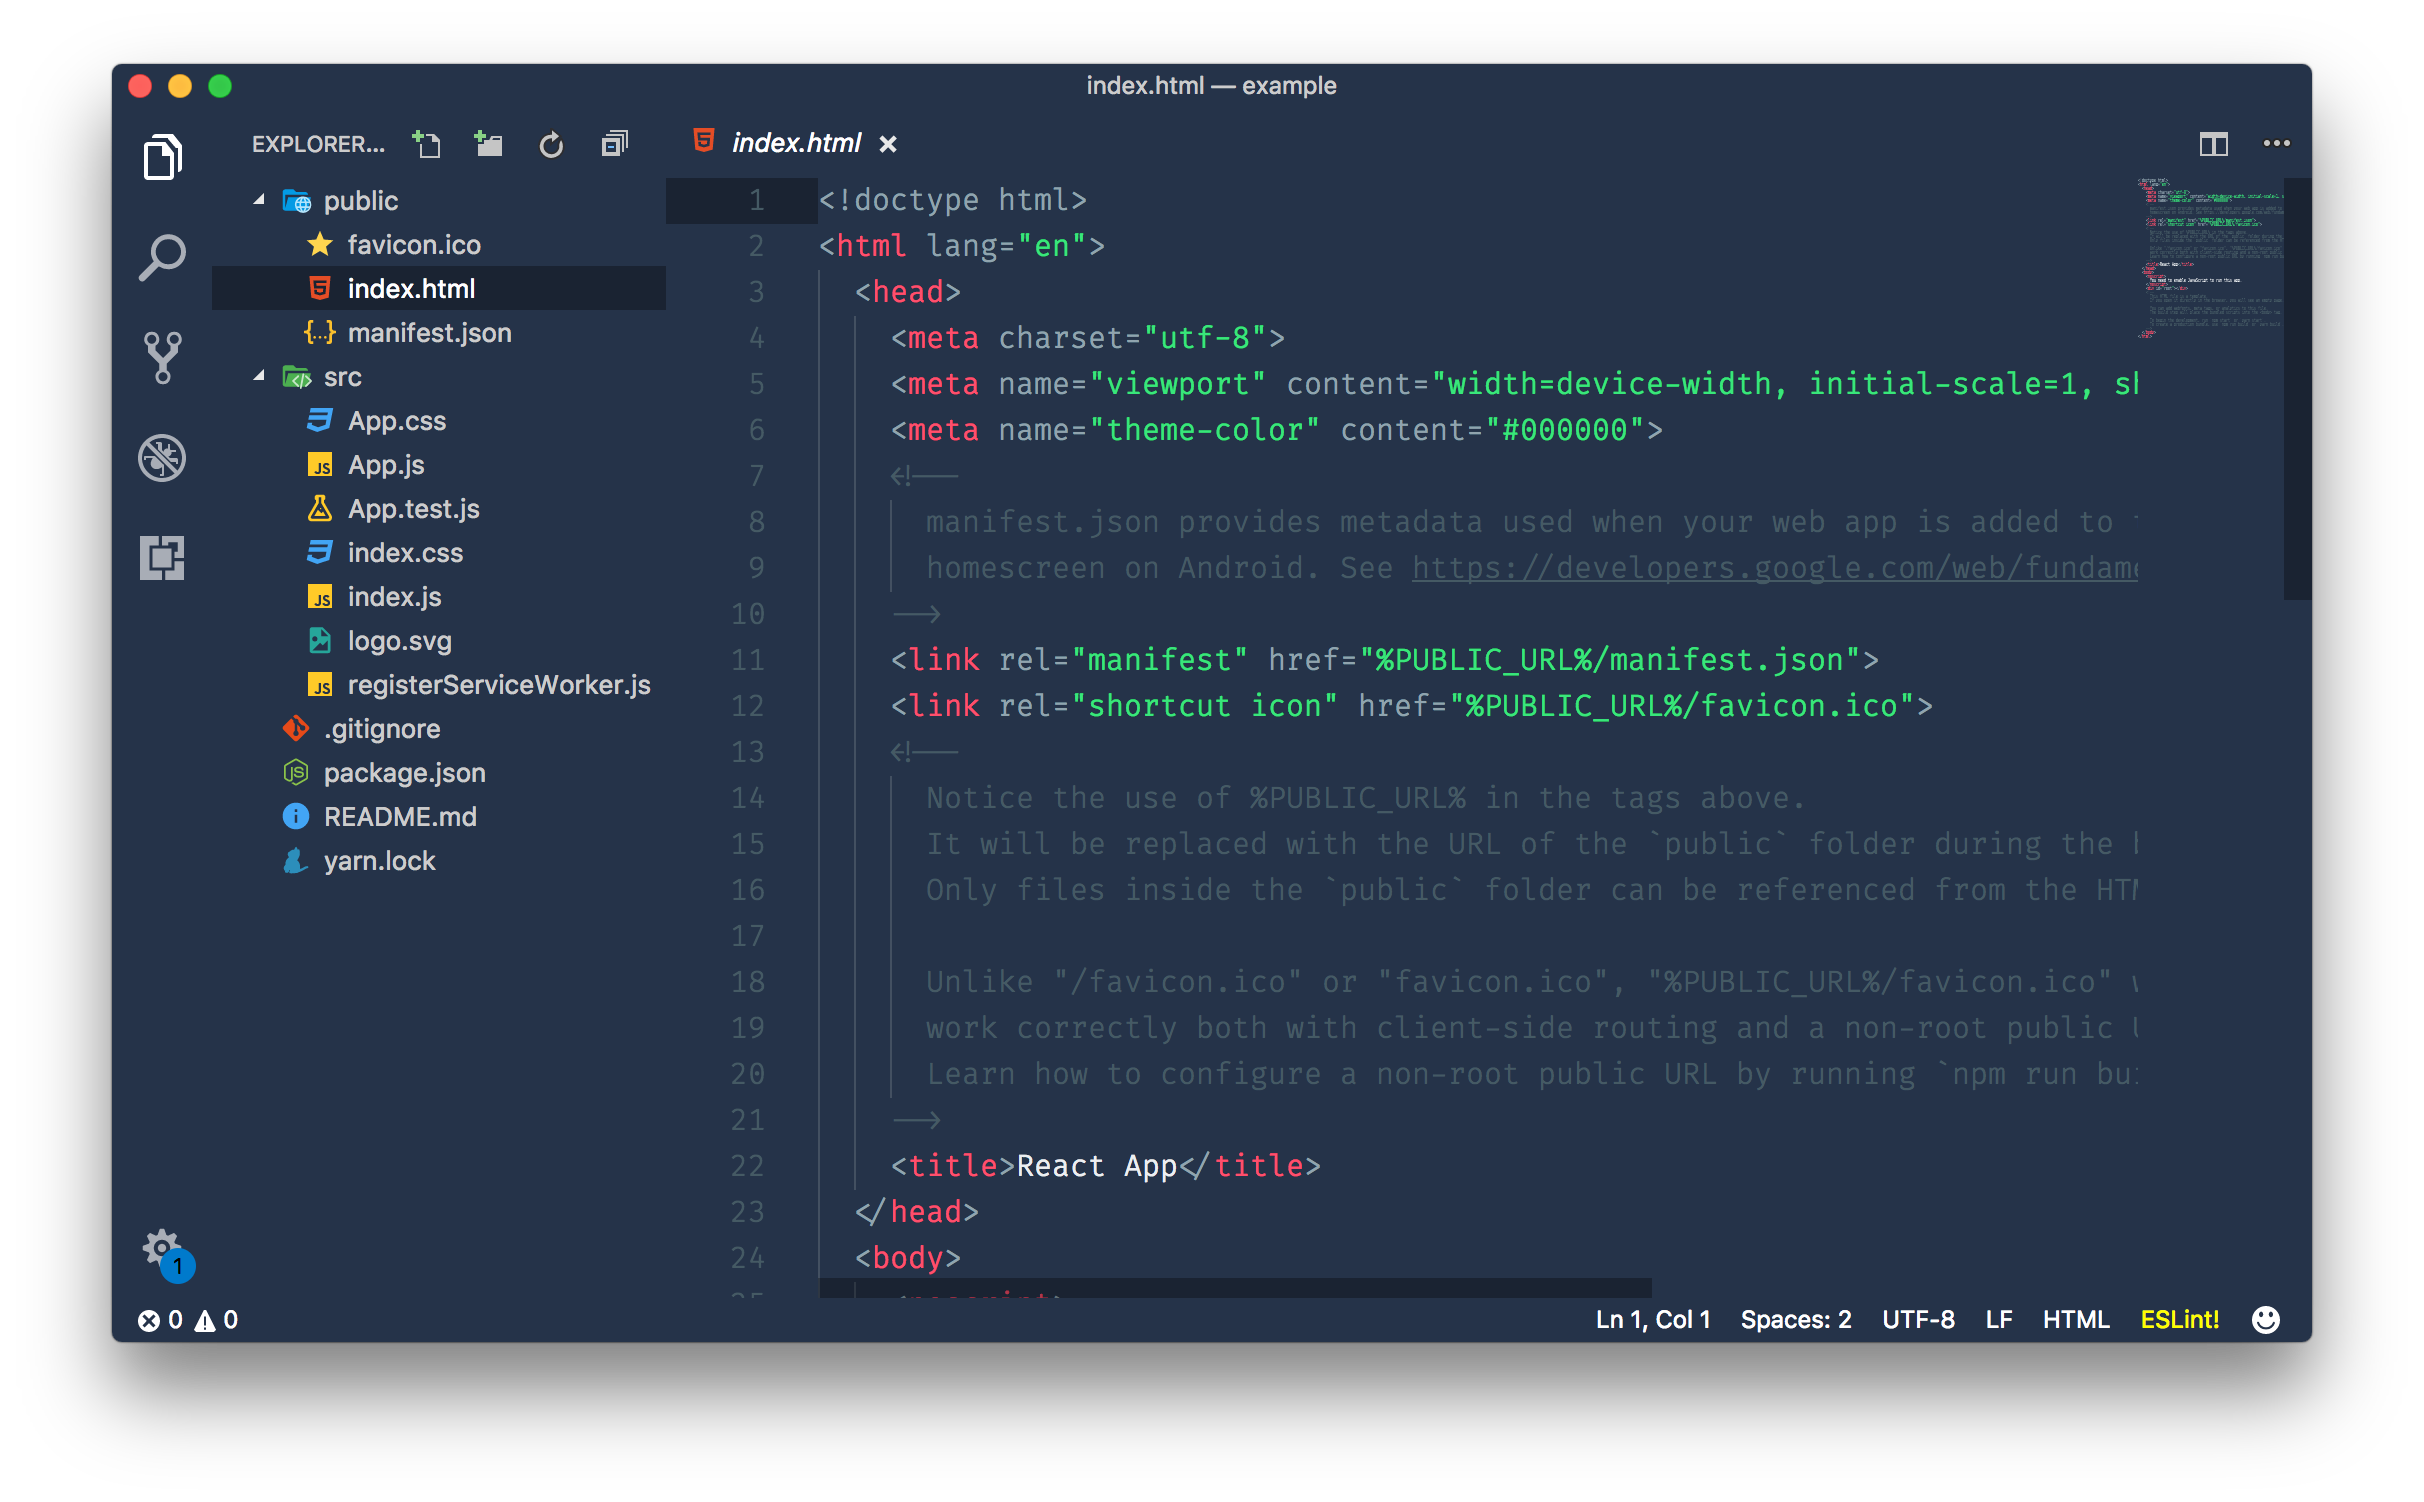 index.html — example
EXPLORER...
public
favicon.ico
index.html
manifest.json
src
App.css
App.js
App.test.js
index.css
index.js
logo.svg
registerServiceWorker.js
.gitignore
package.json
README.md
yarn.lock
1
index.html
1 <!doctype html>
2 <html lang="en">
3 <head>
4 <meta charset="utf-8">
5 <meta name="viewport" content="width=device-width, initial-scale=1, sh
6 <meta name="theme-color" content="#000000">
7 <!--
8 manifest.json provides metadata used when your web app is added to
9 homescreen on Android. See https://developers.google.com/web/fundame
10 -->
11 <link rel="manifest" href="%PUBLIC_URL%/manifest.json">
12 <link rel="shortcut icon" href="%PUBLIC_URL%/favicon.ico">
13 <!--
14 Notice the use of %PUBLIC_URL% in the tags above.
15 It will be replaced with the URL of the `public` folder during the
16 Only files inside the `public` folder can be referenced from the HTM
17
18 Unlike "/favicon.ico" or "favicon.ico", "%PUBLIC_URL%/favicon.ico"
19 work correctly both with client-side routing and a non-root public
20 Learn how to configure a non-root public URL by running `npm run bui
21 -->
22 <title>React App</title>
23 </head>
24 <body>
0 0
Ln 1, Col 1 Spaces: 2 UTF-8 LF HTML ESLint!